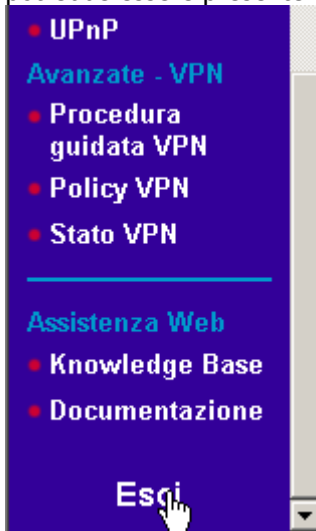 UPnP
Avanzate - VPN
Procedura
guidata VPN
Policy VPN
Stato VPN
Assistenza Web
Knowledge Base
Documentazione
Esci